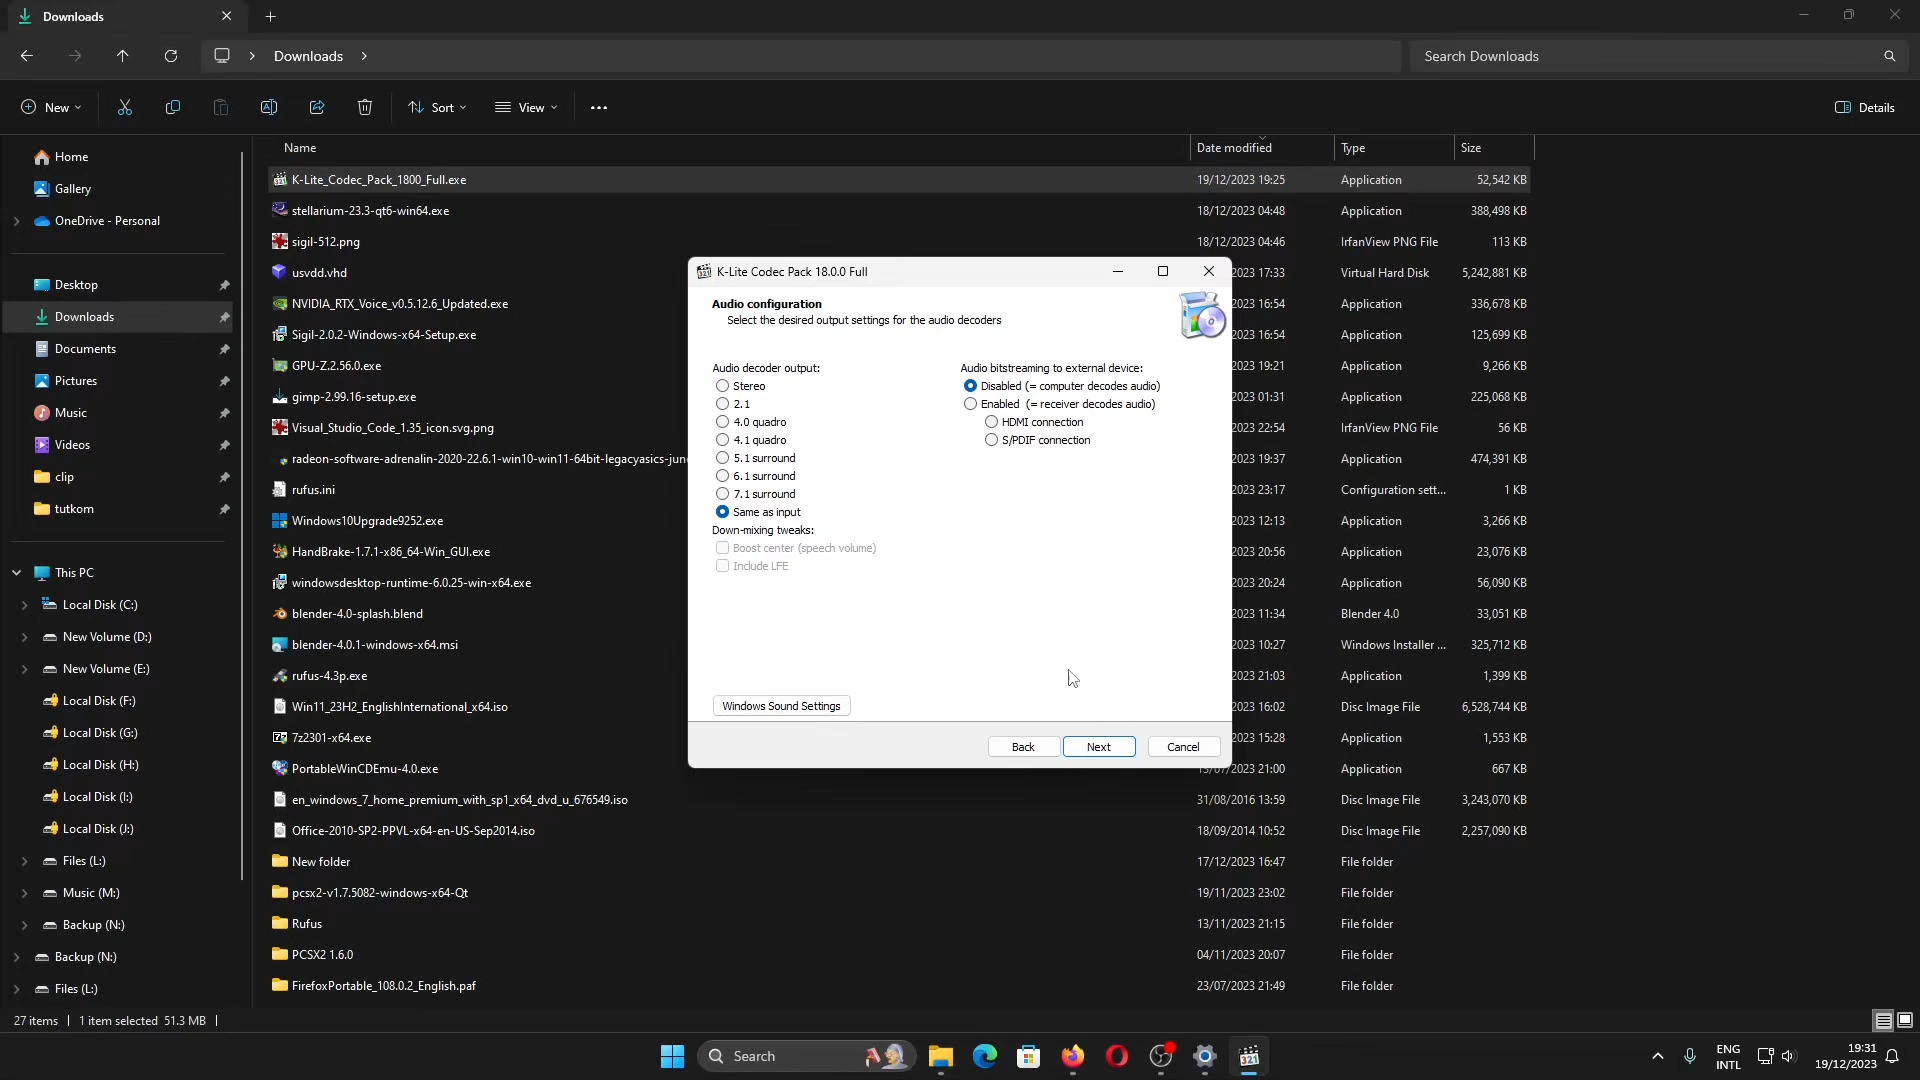 Downloads
Downloads
Search Downloads
New
Sort
View
Details
Home
Gallery
OneDrive - Personal
Desktop
Downloads
Documents
Pictures
Music
Videos
clip
tutkom
This PC
Local Disk (C:)
New Volume (D:)
New Volume (E:)
Local Disk (F:)
Local Disk (G:)
Local Disk (H:)
Local Disk (I:)
Local Disk (J:)
Files (L:)
Music (M:)
Backup (N:)
Backup (N:)
Files (L:)
Name Date modified Type Size
K-Lite_Codec_Pack_1800_Full.exe 19/12/2023 19:25 Application 52,542 KB
stellarium-23.3-qt6-win64.exe 18/12/2023 04:48 Application 388,498 KB
sigil-512.png 18/12/2023 04:46 IrfanView PNG File 113 KB
usvdd.vhd 2023 17:33 Virtual Hard Disk 5,242,881 KB
NVIDIA_RTX_Voice_v0.5.12.6_Updated.exe 2023 16:54 Application 336,678 KB
Sigil-2.0.2-Windows-x64-Setup.exe 2023 16:54 Application 125,699 KB
GPU-Z.2.56.0.exe 2023 19:21 Application 9,266 KB
gimp-2.99.16-setup.exe 2023 01:31 Application 225,068 KB
Visual_Studio_Code_1.35_icon.svg.png 2023 22:54 IrfanView PNG File 56 KB
radeon-software-adrenalin-2020-22.6.1-win10-win11-64bit-legacyasics-jun 2023 19:37 Application 474,391 KB
rufus.ini 2023 23:17 Configuration sett... 1 KB
Windows10Upgrade9252.exe 2023 12:13 Application 3,266 KB
HandBrake-1.7.1-x86_64-Win_GUI.exe 2023 20:56 Application 23,076 KB
windowsdesktop-runtime-6.0.25-win-x64.exe 2023 20:24 Application 56,090 KB
blender-4.0-splash.blend 2023 11:34 Blender 4.0 33,051 KB
blender-4.0.1-windows-x64.msi 2023 10:27 Windows Installer ... 325,712 KB
rufus-4.3p.exe 2023 21:03 Application 1,399 KB
Win11_23H2_EnglishInternational_x64.iso 2023 16:02 Disc Image File 6,528,744 KB
7z2301-x64.exe 2023 15:28 Application 1,553 KB
PortableWinCDEmu-4.0.exe 13/07/2023 21:00 Application 667 KB
en_windows_7_home_premium_with_sp1_x64_dvd_u_676549.iso 31/08/2016 13:59 Disc Image File 3,243,070 KB
Office-2010-SP2-PPVL-x64-en-US-Sep2014.iso 18/09/2014 10:52 Disc Image File 2,257,090 KB
New folder 17/12/2023 16:47 File folder
pcsx2-v1.7.5082-windows-x64-Qt 19/11/2023 23:02 File folder
Rufus 13/11/2023 21:15 File folder
PCSX2 1.6.0 04/11/2023 20:07 File folder
FirefoxPortable_108.0.2_English.paf 23/07/2023 21:49 File folder
K-Lite Codec Pack 18.0.0 Full
Audio configuration
Select the desired output settings for the audio decoders
Audio decoder output:
Stereo
2.1
4.0 quadro
4.1 quadro
5.1 surround
6.1 surround
7.1 surround
Same as input
Down-mixing tweaks:
Boost center (speech volume)
Include LFE
Audio bitstreaming to external device:
Disabled (= computer decodes audio)
Enabled (= receiver decodes audio)
HDMI connection
S/PDIF connection
Windows Sound Settings
Back Next Cancel
27 items 1 item selected 51.3 MB
Search
321
ENG
INTL
19:31
19/12/2023